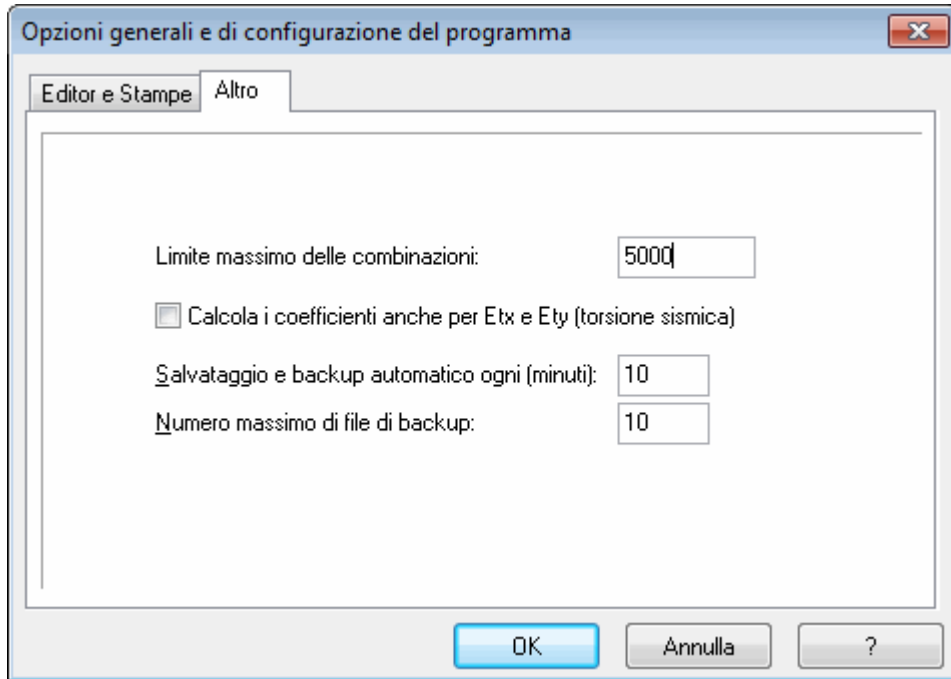 Opzioni generali e di configurazione del programma
Editor e Stampe Altro
Limite massimo delle combinazioni: 5000
Calcola i coefficienti anche per Etx e Ety (torsione sismica)
Salvataggio e backup automatico ogni (minuti): 10
Numero massimo di file di backup: 10
OK Annulla ?